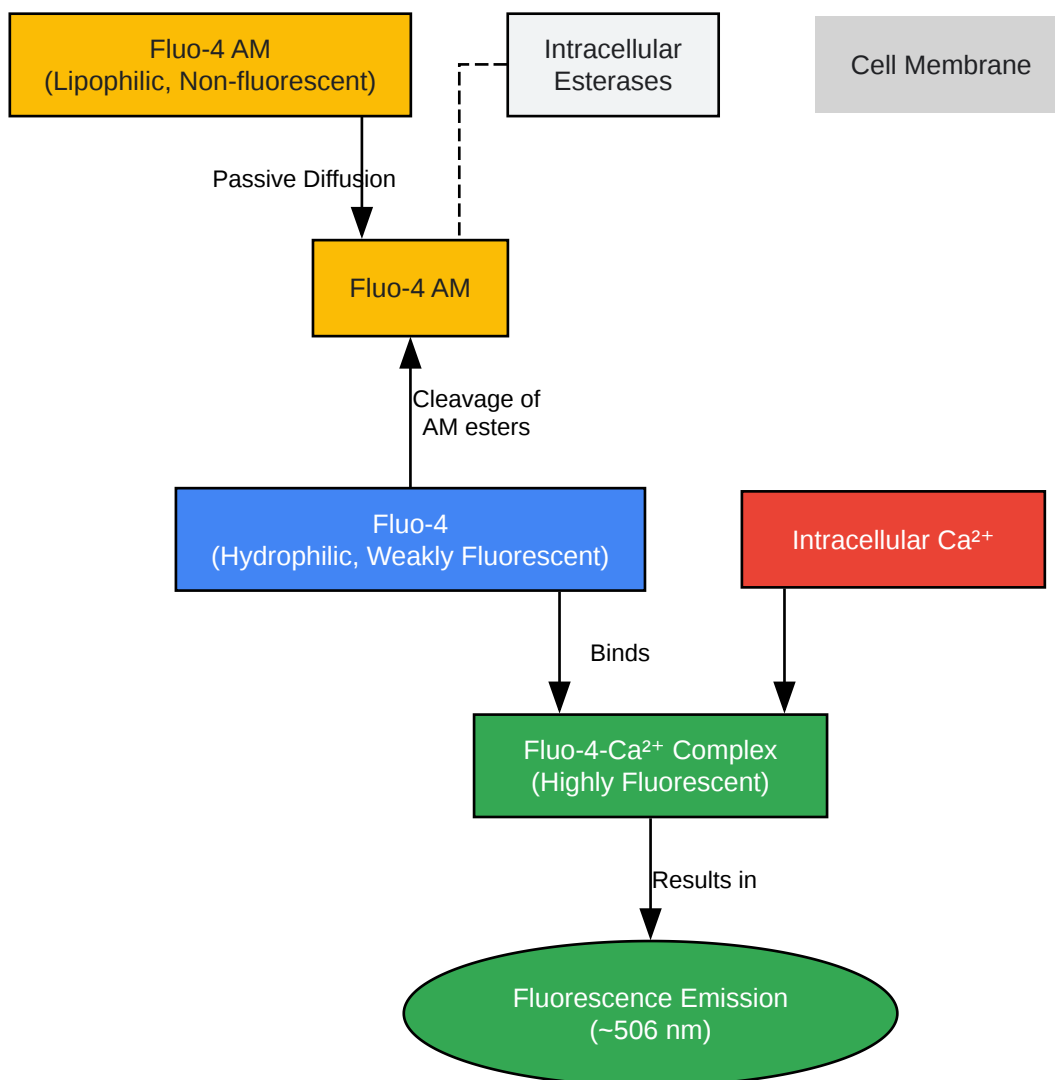 Fluo-4 AM
(Lipophilic, Non-fluorescent)
Intracellular
Esterases
Cell Membrane
Passive Diffusion
Fluo-4 AM
Cleavage of
AM esters
Fluo-4
(Hydrophilic, Weakly Fluorescent)
Intracellular Ca²⁺
Binds
Fluo-4-Ca²⁺ Complex
(Highly Fluorescent)
Results in
Fluorescence Emission
(~506 nm)